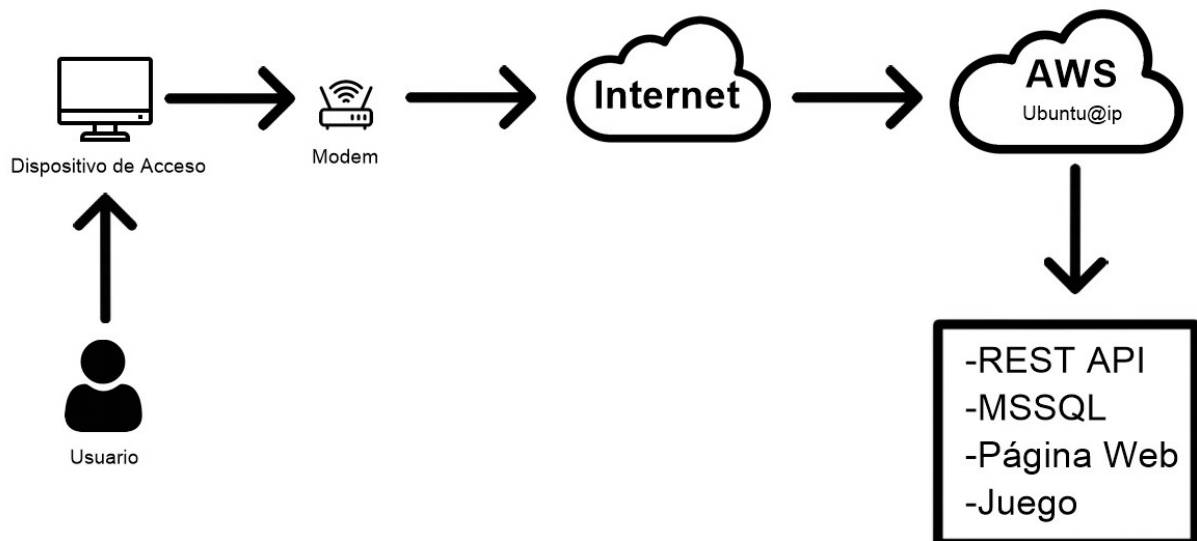 Internet
AWS
Ubuntu@ip
Modem
Dispositivo de Acceso
Usuario
-REST API
-MSSQL
-Página Web
-Juego